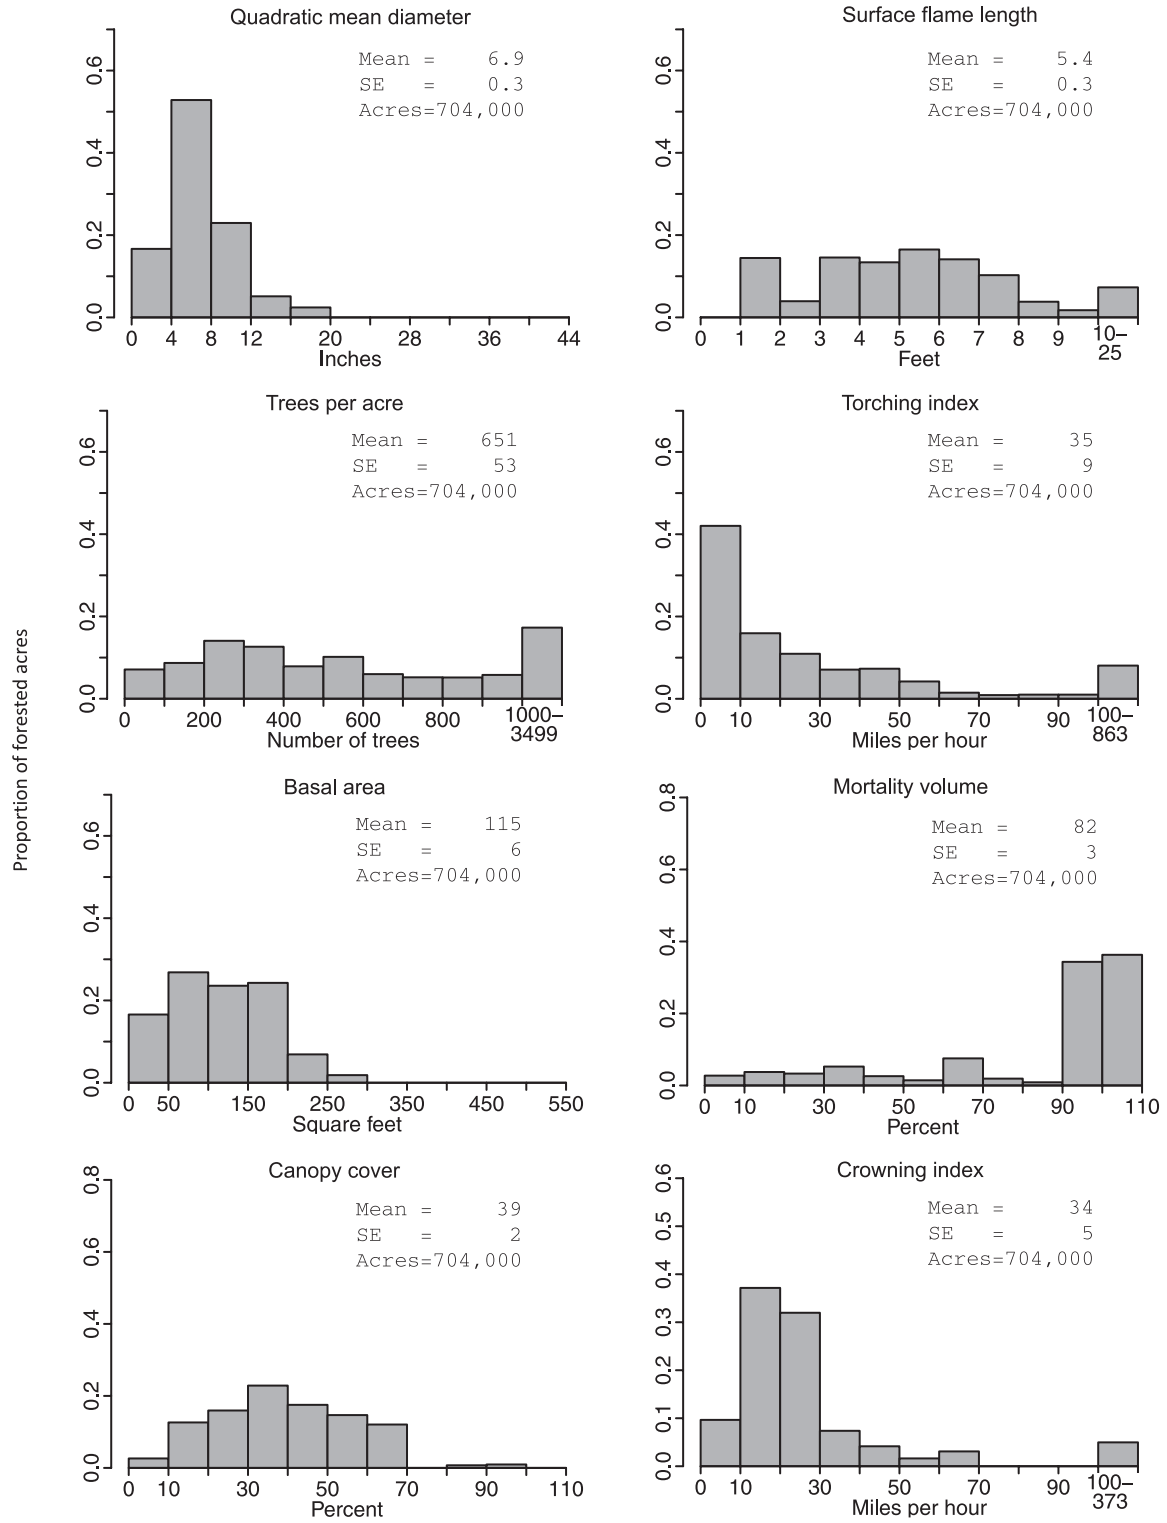 Proportion of forested acres
Quadratic mean diameter
Mean = 6.9
SE = 0.3
Acres=704,000
0.0 0.2 0.4 0.6
0 4 8 12 20 28 36 44
Inches
Surface flame length
Mean = 5.4
SE = 0.3
Acres=704,000
0.0 0.2 0.4 0.6
0 1 2 3 4 5 6 7 8 9 10–
25
Feet
Trees per acre
Mean = 651
SE = 53
Acres=704,000
0.0 0.2 0.4 0.6
0 200 400 600 800 1000–
3499
Number of trees
Torching index
Mean = 35
SE = 9
Acres=704,000
0.0 0.2 0.4 0.6
0 10 30 50 70 90 100–
863
Miles per hour
Basal area
Mean = 115
SE = 6
Acres=704,000
0.0 0.2 0.4 0.6
0 50 150 250 350 450 550
Square feet
Mortality volume
Mean = 82
SE = 3
Acres=704,000
0.0 0.2 0.4 0.6 0.8
0 10 30 50 70 90 110
Percent
Canopy cover
Mean = 39
SE = 2
Acres=704,000
0.0 0.2 0.4 0.6 0.8
0 10 30 50 70 90 110
Percent
Crowning index
Mean = 34
SE = 5
Acres=704,000
0.0 0.1 0.2 0.3 0.4 0.5 0.6
0 10 30 50 70 90 100–
373
Miles per hour